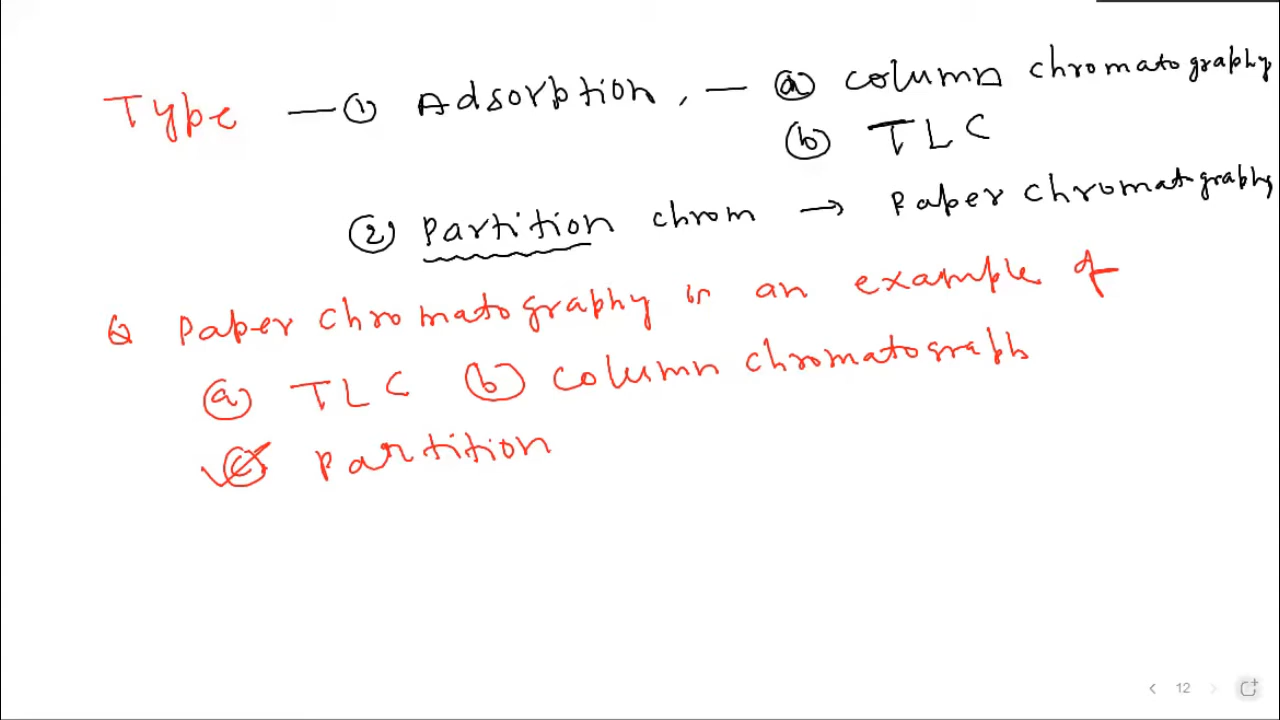 Type — ① Adsorption, — ⓐ column chromatography
ⓑ TLC
② Partition chrom → Paper chromatography
Q Paper chromatography is an example of
ⓐ TLC ⓑ column chromatograph
ⓒ Partition
12